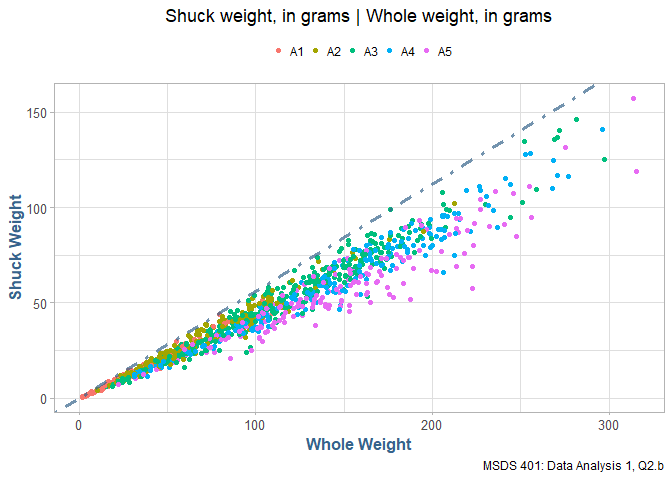 Shuck weight, in grams | Whole weight, in grams
A1 A2 A3 A4 A5
150
100
50
0
Shuck Weight
0 100 200 300
Whole Weight
MSDS 401: Data Analysis 1, Q2.b